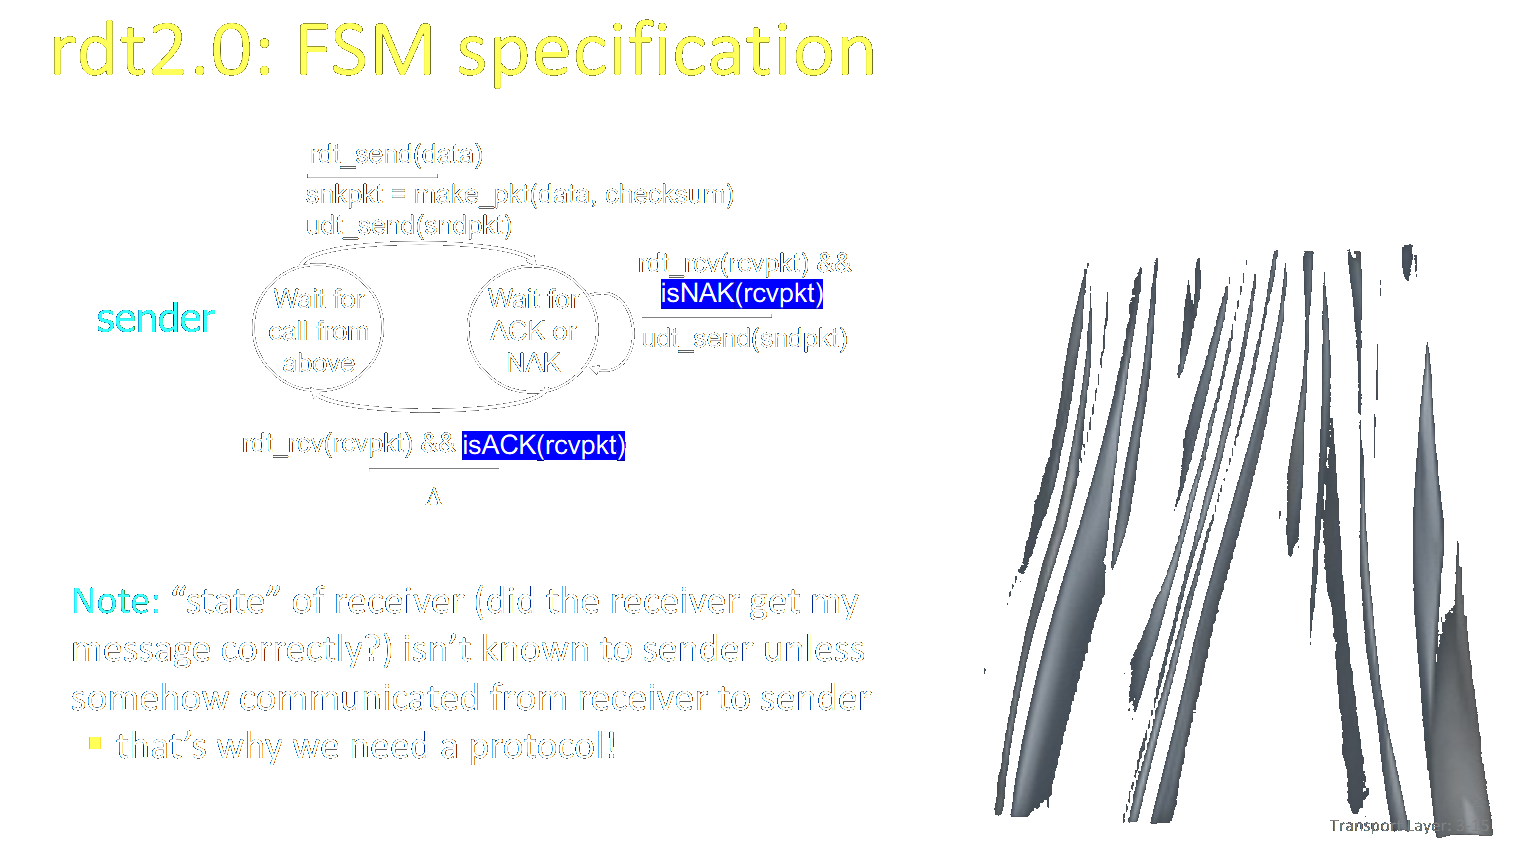 rdt2.0: FSM specification
rdt_send(data)
snkpkt = make_pkt(data, checksum)
udt_send(sndpkt)
rdt_rcv(rcvpkt) &&
isNAK(rcvpkt)
udt_send(sndpkt)
sender
Wait for
call from
above
Wait for
ACK or
NAK
rdt_rcv(rcvpkt) && isACK(rcvpkt)
Λ
Note: “state” of receiver (did the receiver get my
message correctly?) isn’t known to sender unless
somehow communicated from receiver to sender
▪ that’s why we need a protocol!
Transport Layer: 3-15